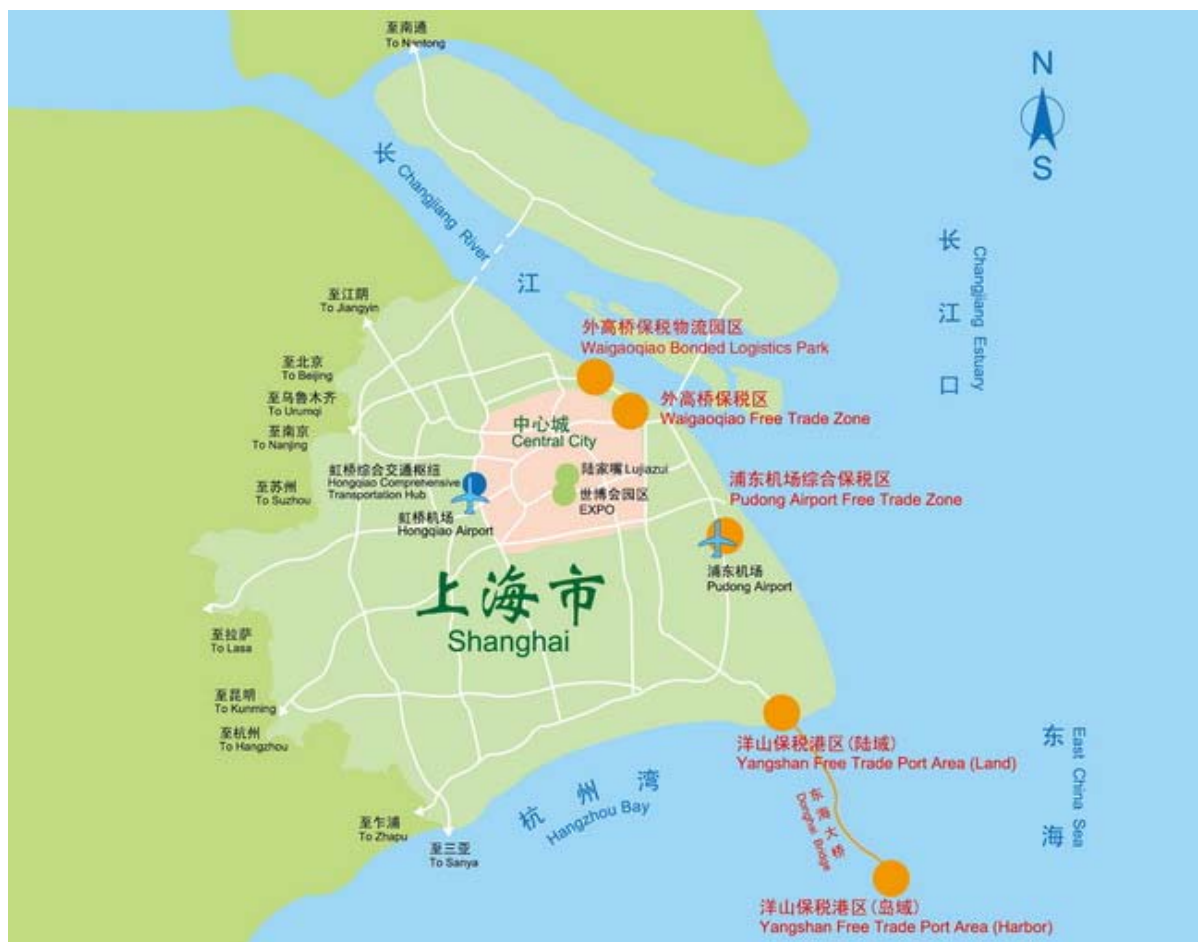 至南通
To Nantong
N
S
长
江
Changjiang River
长
江
口
Changjiang Estuary
至江阴
To Jiangyin
外高桥保税物流园区
Waigaoqiao Bonded Logistics Park
至北京
To Beijing
至乌鲁木齐
To Urumqi
外高桥保税区
Waigaoqiao Free Trade Zone
至南京
To Nanjing
中心城
Central City
虹桥综合交通枢纽
Hongqiao Comprehensive
Transportation Hub
陆家嘴 Lujiazui
浦东机场综合保税区
Pudong Airport Free Trade Zone
至苏州
To Suzhou
世博会园区
EXPO
虹桥机场
Hongqiao Airport
浦东机场
Pudong Airport
上海市
Shanghai
至拉萨
To Lasa
至昆明
To Kunming
至杭州
To Hangzhou
洋山保税港区(陆域)
Yangshan Free Trade Port Area (Land)
东
海
East China Sea
杭州湾
Hangzhou Bay
东海大桥
Donghai Bridge
至乍浦
To Zhapu
至三亚
To Sanya
洋山保税港区(岛域)
Yangshan Free Trade Port Area (Harbor)